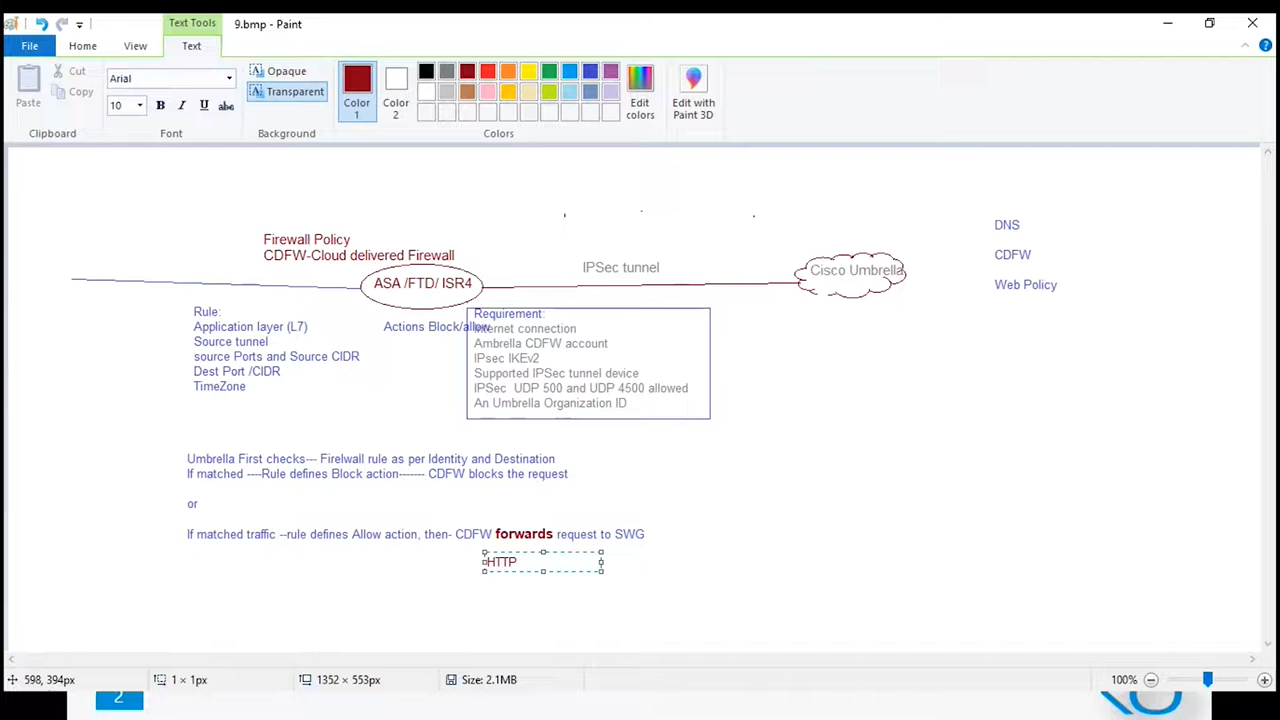 Text Tools
9.bmp - Paint
File
Home
View
Text
Paste
Cut
Copy
Clipboard
Arial
10
B I U abc
Font
Opaque
Transparent
Background
Color 1
Color 2
Edit colors
Colors
Edit with Paint 3D
Firewall Policy
CDFW-Cloud delivered Firewall
ASA /FTD/ ISR4
IPSec tunnel
Cisco Umbrella
DNS
CDFW
Web Policy
Rule:
Application layer (L7)
Source tunnel
source Ports and Source CIDR
Dest Port /CIDR
TimeZone
Actions Block/allow
Requirement:
Internet connection
Ambrella CDFW account
IPsec IKEv2
Supported IPSec tunnel device
IPSec UDP 500 and UDP 4500 allowed
An Umbrella Organization ID
Umbrella First checks--- Firelwall rule as per Identity and Destination
If matched ----Rule defines Block action------- CDFW blocks the request
or
If matched traffic --rule defines Allow action, then- CDFW forwards request to SWG
HTTP
598, 394px
1 × 1px
1352 × 553px
Size: 2.1MB
100%
2